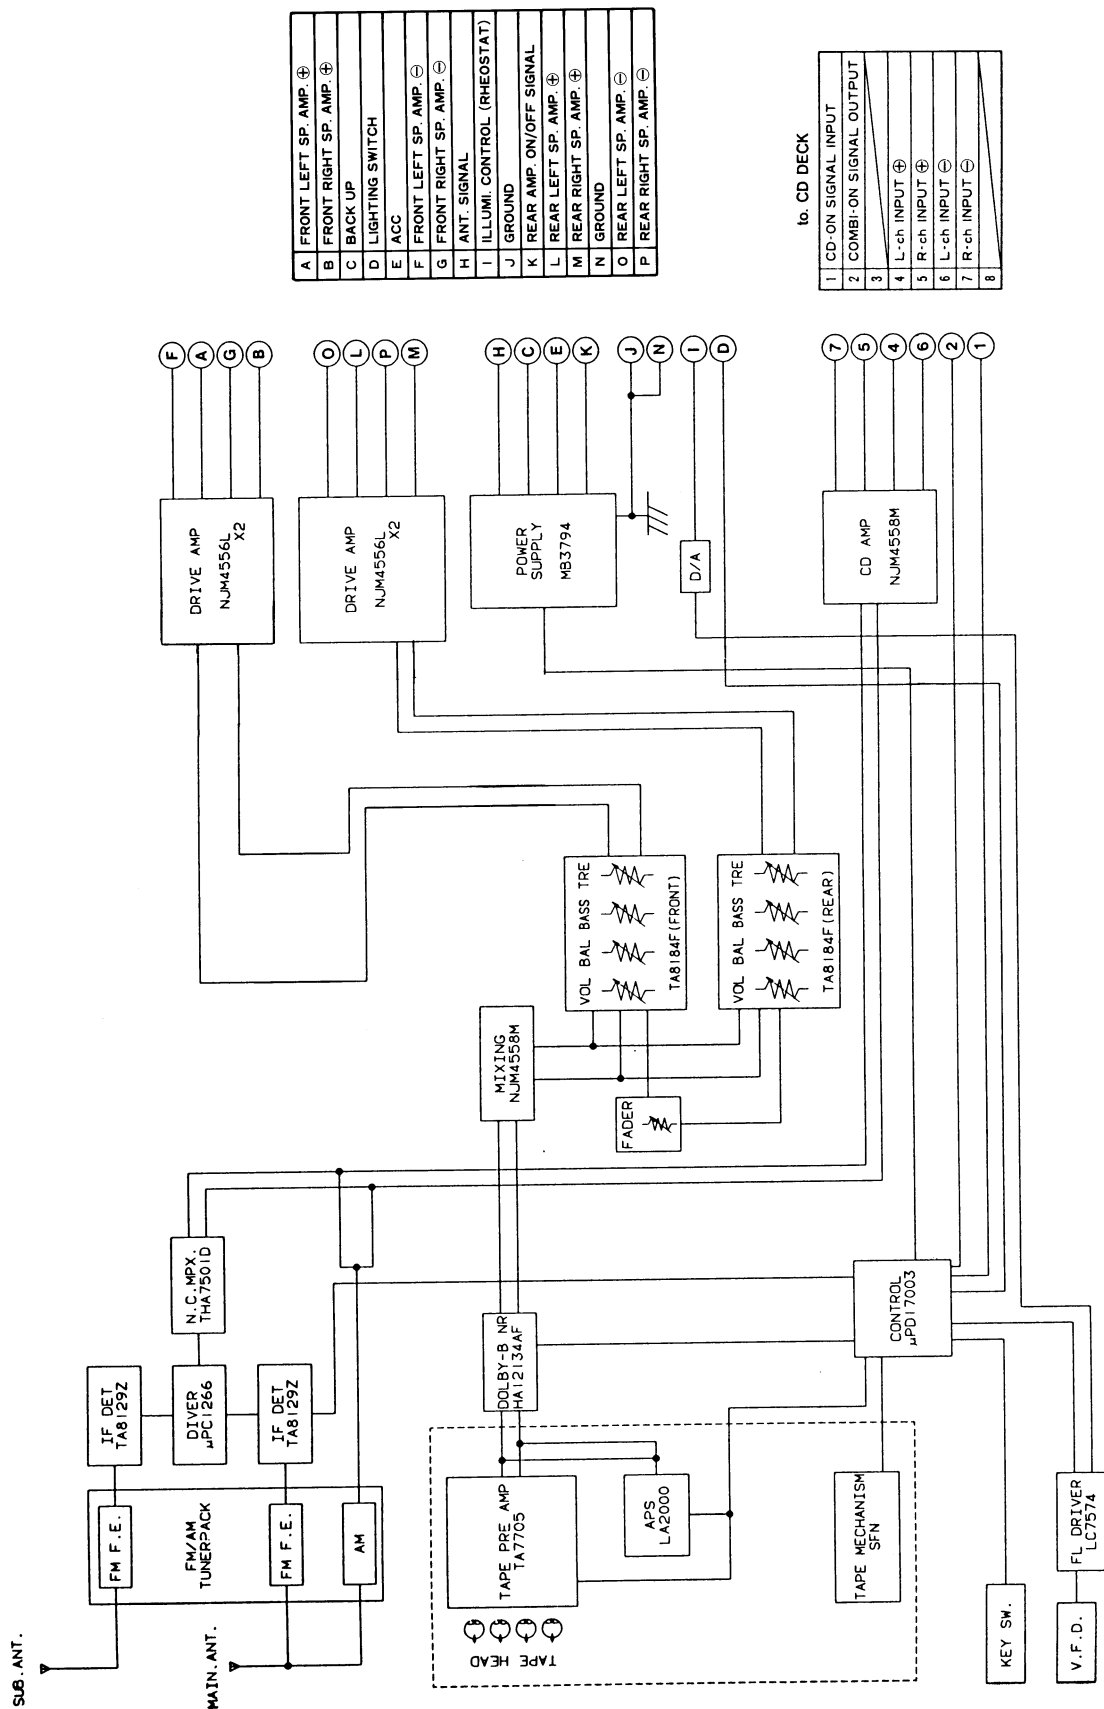 SUB.ANT.
MAIN.ANT.
FM F.E.
FM/AM
TUNERPACK
FM F.E.
AM
IF DET
TA8129Z
DIVER
µPC1266
IF DET
TA8129Z
N.C.MPX.
THA7501D
TAPE HEAD
TAPE PRE AMP
TA7705
APS
LA2000
TAPE MECHANISM
SFN
DOLBY-B NR
HA12134AF
MIXING
NJM4558M
FADER
VOL BAL BASS TRE
TA8184F(FRONT)
VOL BAL BASS TRE
TA8184F(REAR)
CONTROL
µPD17003
KEY SW.
V.F.D.
FL DRIVER
LC7574
DRIVE AMP
NJM4556L
X2
DRIVE AMP
NJM4556L
X2
POWER
SUPPLY
MB3794
D/A
CD AMP
NJM4558M
F
A
G
B
O
L
P
M
H
C
E
K
J
N
I
D
7
5
4
6
2
1
A FRONT LEFT SP. AMP. ⊕
B FRONT RIGHT SP. AMP. ⊕
C BACK UP
D LIGHTING SWITCH
E ACC
F FRONT LEFT SP. AMP. ⊖
G FRONT RIGHT SP. AMP. ⊖
H ANT. SIGNAL
I ILLUMI. CONTROL (RHEOSTAT)
J GROUND
K REAR AMP. ON/OFF SIGNAL
L REAR LEFT SP. AMP. ⊕
M REAR RIGHT SP. AMP. ⊕
N GROUND
O REAR LEFT SP. AMP. ⊖
P REAR RIGHT SP. AMP. ⊖
to. CD DECK
1 CD-ON SIGNAL INPUT
2 COMBI-ON SIGNAL OUTPUT
3
4 L-ch INPUT ⊕
5 R-ch INPUT ⊕
6 L-ch INPUT ⊖
7 R-ch INPUT ⊖
8